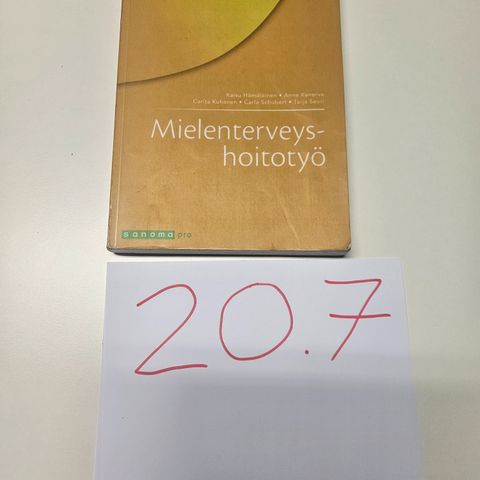 Kaisu Hämäläinen • Anne Kanerva
Carita Kuhanen • Carla Schubert • Tarja Seuri
Mielenterveys-
hoitotyö
sanoma pro
20.7